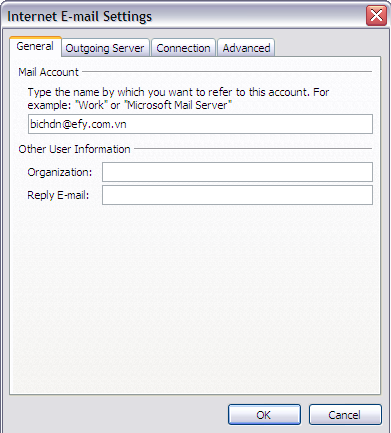 Internet E-mail Settings
General Outgoing Server Connection Advanced
Mail Account
Type the name by which you want to refer to this account. For
example: "Work" or "Microsoft Mail Server"
bichdn@efy.com.vn
Other User Information
Organization:
Reply E-mail:
OK Cancel